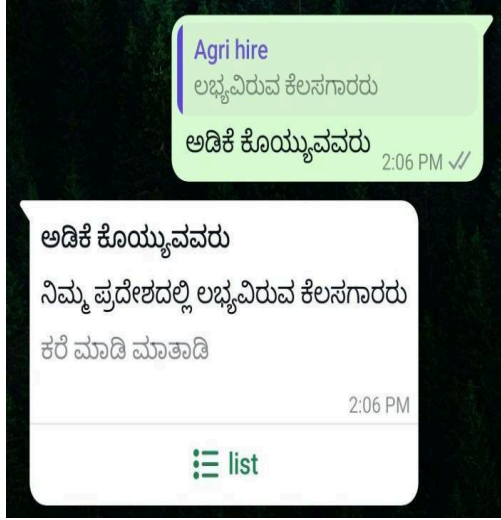 Agri hire
ಲಭ್ಯವಿರುವ ಕೆಲಸಗಾರರು
ಅಡಿಕೆ ಕೊಯ್ಯುವವರು
2:06 PM
ಅಡಿಕೆ ಕೊಯ್ಯುವವರು
ನಿಮ್ಮ ಪ್ರದೇಶದಲ್ಲಿ ಲಭ್ಯವಿರುವ ಕೆಲಸಗಾರರು
ಕರೆ ಮಾಡಿ ಮಾತಾಡಿ
2:06 PM
list